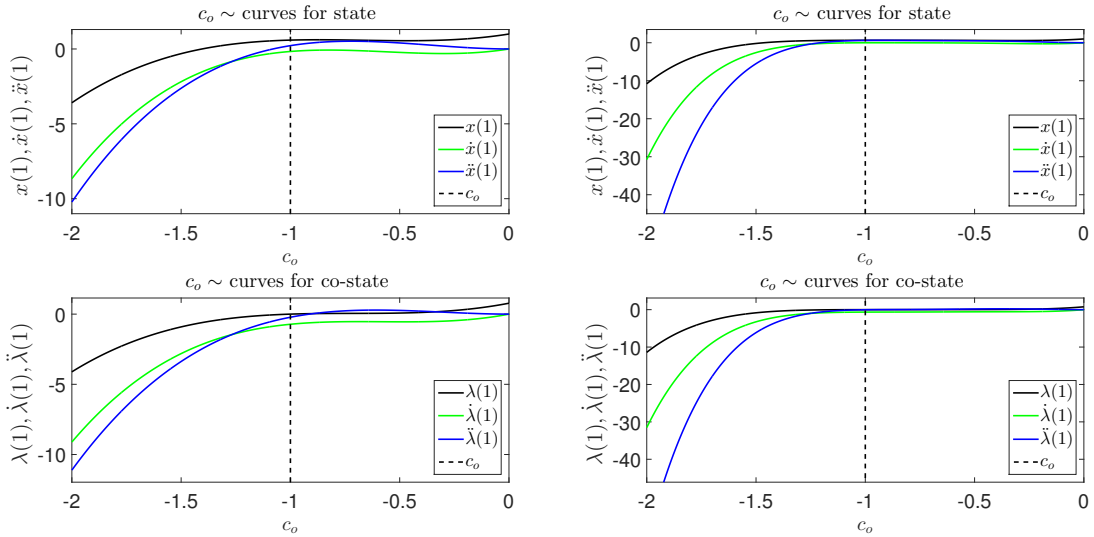 c_o ∼ curves for state
x(1), ẋ(1), ẍ(1)
0
-5
-10
x(1)
ẋ(1)
ẍ(1)
c_o
-2 -1.5 -1 -0.5 0
c_o
c_o ∼ curves for state
x(1), ẋ(1), ẍ(1)
0
-10
-20
-30
-40
x(1)
ẋ(1)
ẍ(1)
c_o
-2 -1.5 -1 -0.5 0
c_o
c_o ∼ curves for co-state
λ(1), λ̇(1), λ̈(1)
0
-5
-10
λ(1)
λ̇(1)
λ̈(1)
c_o
-2 -1.5 -1 -0.5 0
c_o
c_o ∼ curves for co-state
λ(1), λ̇(1), λ̈(1)
0
-10
-20
-30
-40
λ(1)
λ̇(1)
λ̈(1)
c_o
-2 -1.5 -1 -0.5 0
c_o